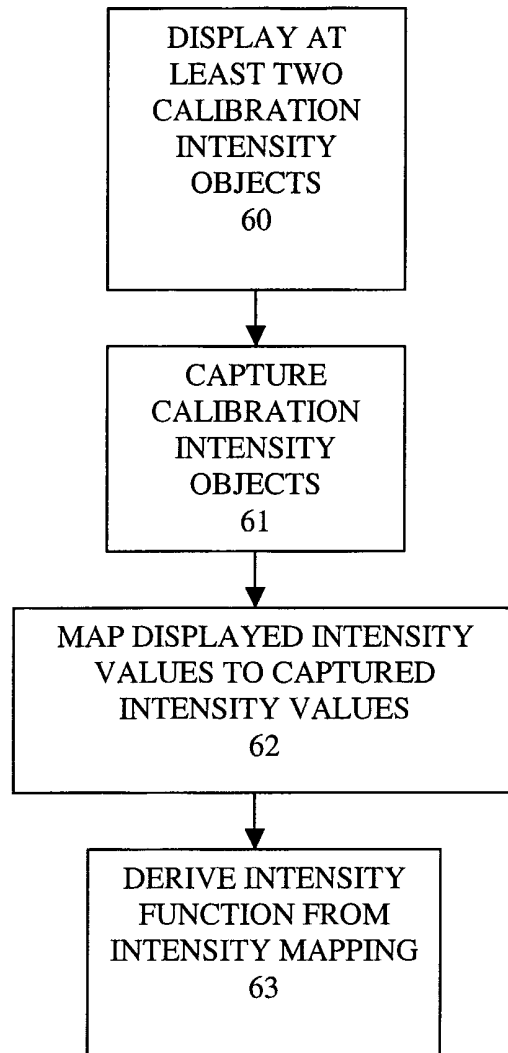 DISPLAY AT
LEAST TWO
CALIBRATION
INTENSITY
OBJECTS
60
CAPTURE
CALIBRATION
INTENSITY
OBJECTS
61
MAP DISPLAYED INTENSITY
VALUES TO CAPTURED
INTENSITY VALUES
62
DERIVE INTENSITY
FUNCTION FROM
INTENSITY MAPPING
63